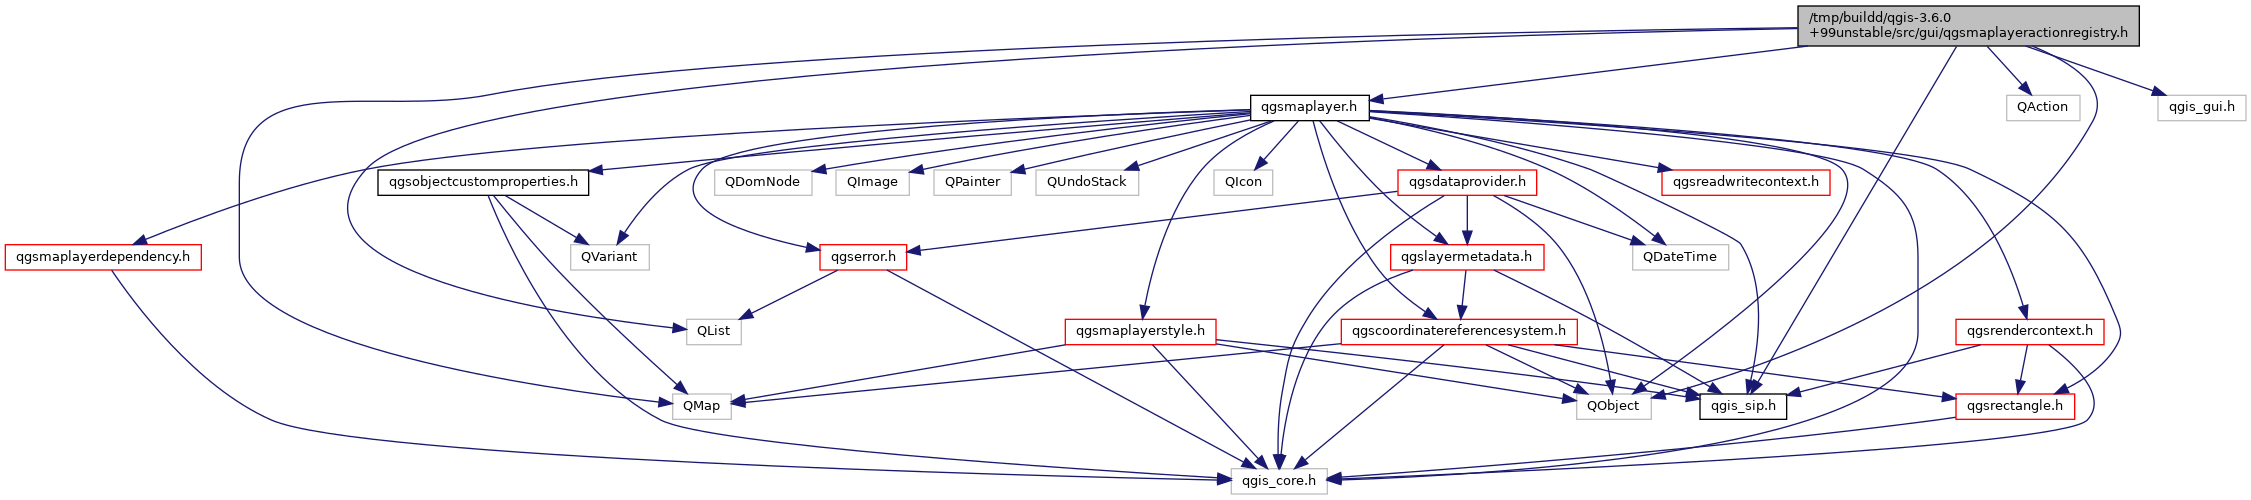 /tmp/buildd/qgis-3.6.0
+99unstable/src/gui/qgsmaplayeractionregistry.h
qgsmaplayer.h
QAction
qgis_gui.h
qgsobjectcustomproperties.h
QDomNode
QImage
QPainter
QUndoStack
QIcon
qgsdataprovider.h
qgsreadwritecontext.h
qgsmaplayerdependency.h
QVariant
qgserror.h
qgslayermetadata.h
QDateTime
QList
qgsmaplayerstyle.h
qgscoordinatereferencesystem.h
qgsrendercontext.h
QMap
QObject
qgis_sip.h
qgsrectangle.h
qgis_core.h